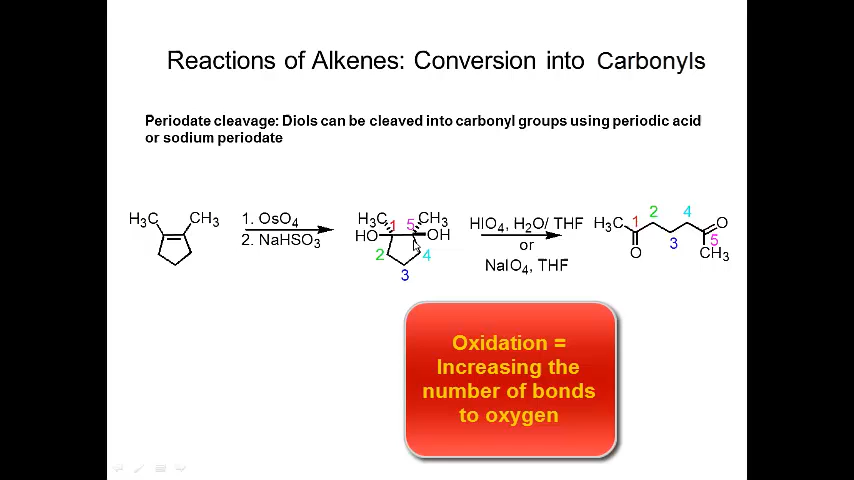 Reactions of Alkenes: Conversion into Carbonyls
Periodate cleavage: Diols can be cleaved into carbonyl groups using periodic acid
or sodium periodate
H₃C CH₃
1. OsO₄
2. NaHSO₃
H₃C 1 5 CH₃
HO OH
2 4
3
HIO₄, H₂O/ THF
or
NaIO₄, THF
2 4
H₃C 1 O
3 5
O CH₃
Oxidation =
Increasing the
number of bonds
to oxygen